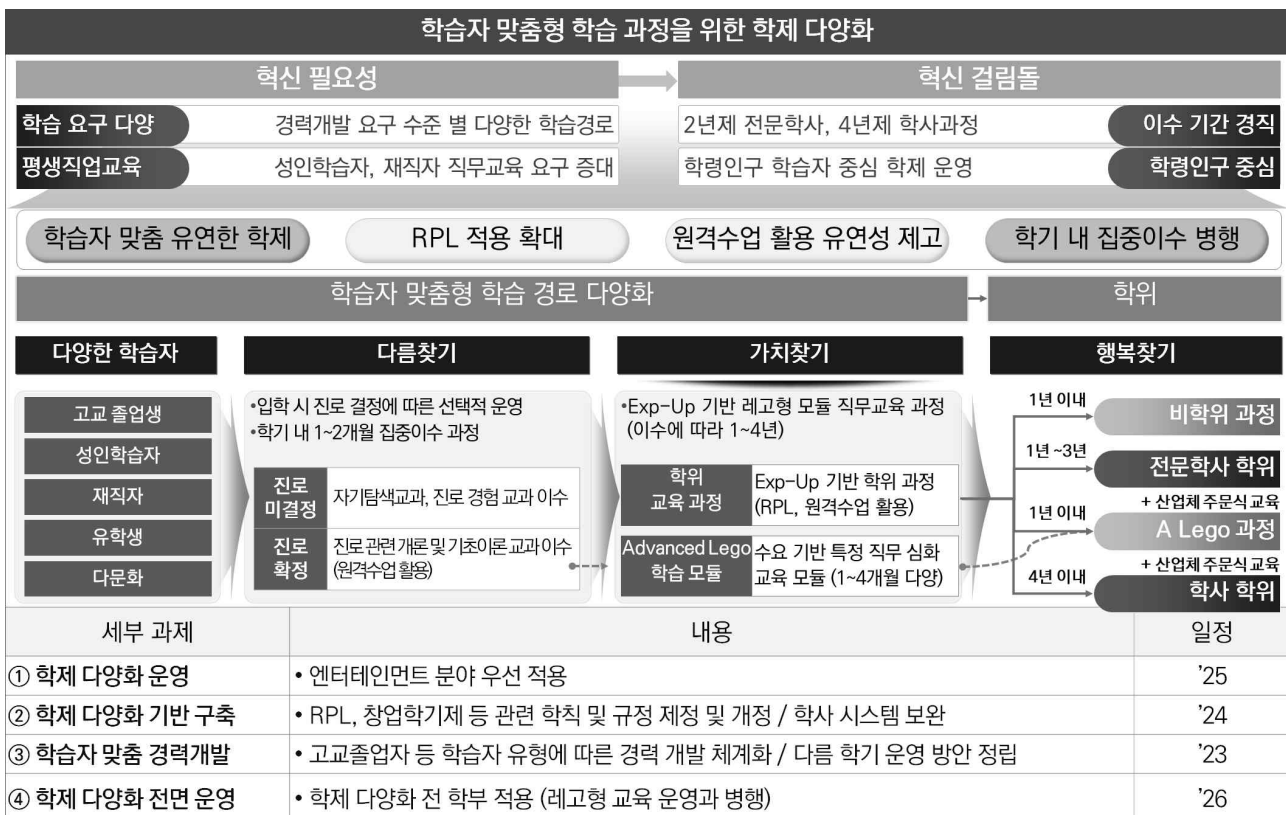 학습자 맞춤형 학습 과정을 위한 학제 다양화
혁신 필요성
혁신 걸림돌
학습 요구 다양
경력개발 요구 수준 별 다양한 학습경로
2년제 전문학사, 4년제 학사과정
이수 기간 경직
평생직업교육
성인학습자, 재직자 직무교육 요구 증대
학령인구 학습자 중심 학제 운영
학령인구 중심
학습자 맞춤 유연한 학제
RPL 적용 확대
원격수업 활용 유연성 제고
학기 내 집중이수 병행
학습자 맞춤형 학습 경로 다양화
학위
다양한 학습자
다름찾기
가치찾기
행복찾기
고교 졸업생
성인학습자
재직자
유학생
다문화
•입학 시 진로 결정에 따른 선택적 운영
•학기 내 1~2개월 집중이수 과정
진로
미결정
자기탐색교과, 진로 경험 교과 이수
진로
확정
진로 관련 개론 및 기초이론 교과 이수
(원격수업 활용)
•Exp-Up 기반 레고형 모듈 직무교육 과정
(이수에 따라 1~4년)
학위
교육 과정
Exp-Up 기반 학위 과정
(RPL, 원격수업 활용)
Advanced Lego
학습 모듈
수요 기반 특정 직무 심화
교육 모듈 (1~4개월 다양)
1년 이내
비학위 과정
1년 ~3년
전문학사 학위
+ 산업체 주문식 교육
1년 이내
A Lego 과정
+ 산업체 주문식 교육
4년 이내
학사 학위
세부 과제
내용
일정
① 학제 다양화 운영
• 엔터테인먼트 분야 우선 적용
’25
② 학제 다양화 기반 구축
• RPL, 창업학기제 등 관련 학칙 및 규정 제정 및 개정 / 학사 시스템 보완
’24
③ 학습자 맞춤 경력개발
• 고교졸업자 등 학습자 유형에 따른 경력 개발 체계화 / 다름 학기 운영 방안 정립
’23
④ 학제 다양화 전면 운영
• 학제 다양화 전 학부 적용 (레고형 교육 운영과 병행)
’26